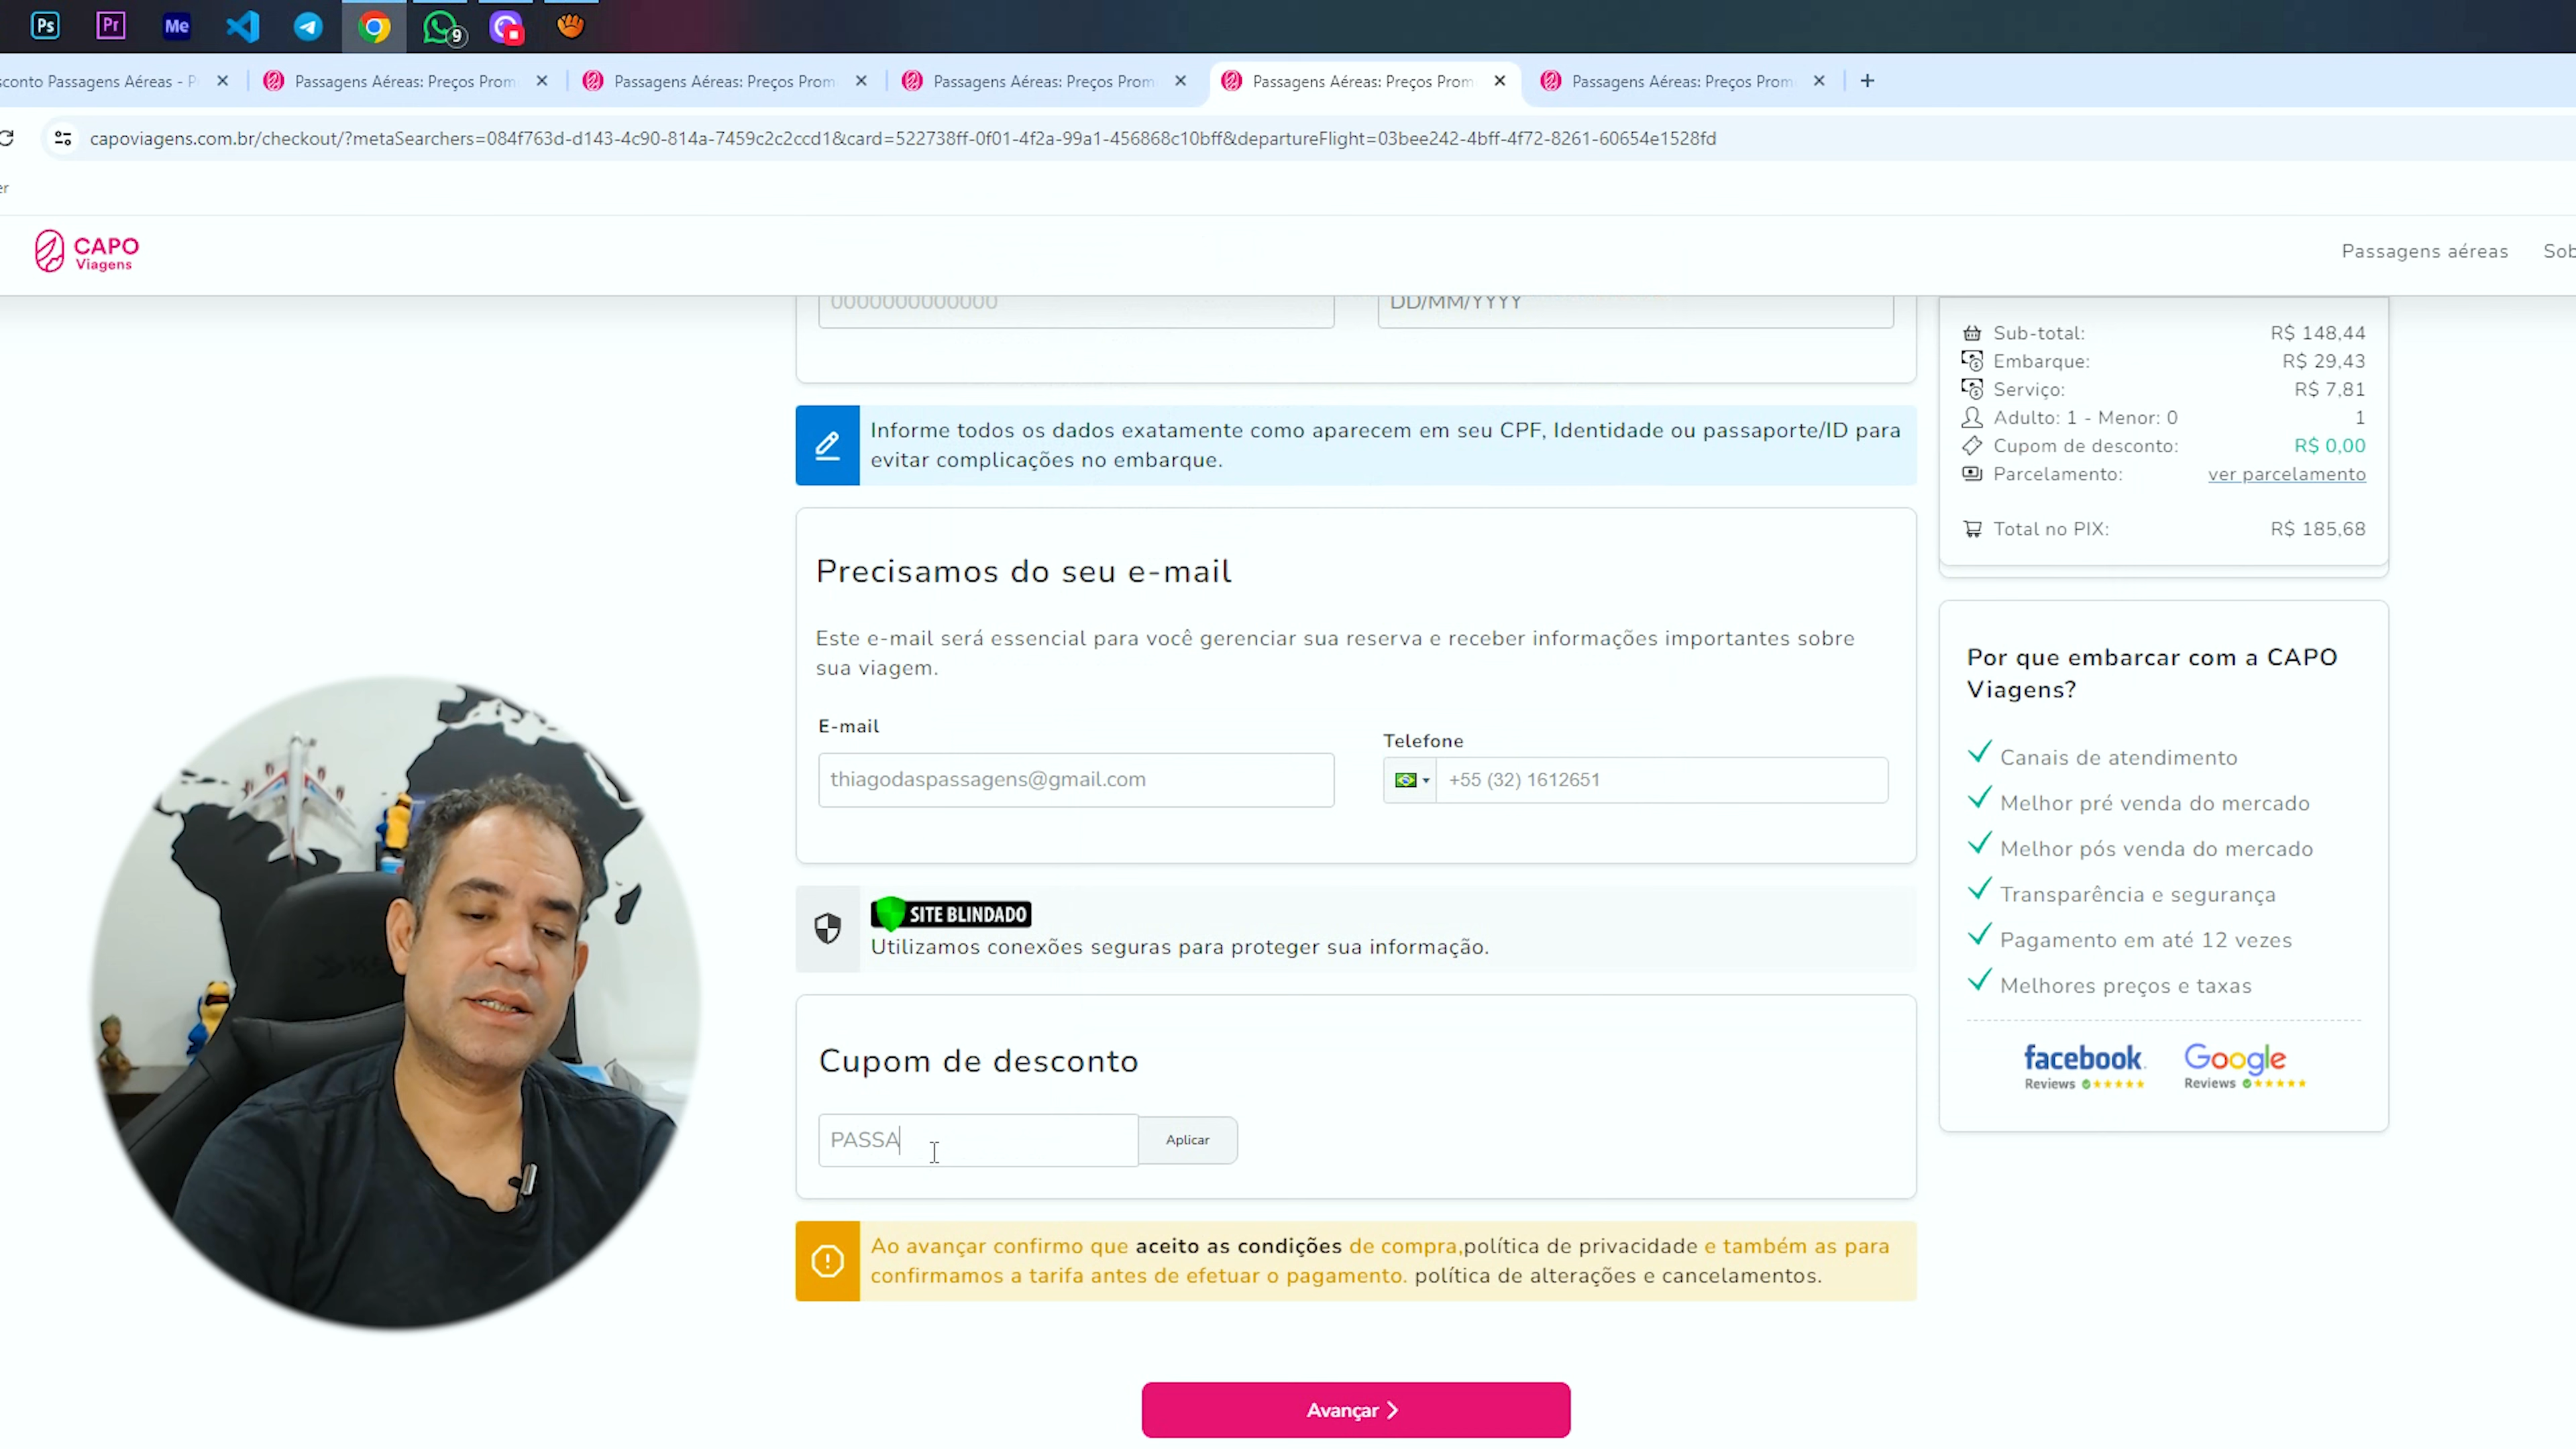 Ps
Pr
Me
9
conto Passagens Aéreas - P
Passagens Aéreas: Preços Prom
Passagens Aéreas: Preços Prom
Passagens Aéreas: Preços Prom
Passagens Aéreas: Preços Prom
Passagens Aéreas: Preços Prom
capoviagens.com.br/checkout/?metaSearchers=084f763d-d143-4c90-814a-7459c2c2ccd1&card=522738ff-0f01-4f2a-99a1-456868c10bff&departureFlight=03bee242-4bff-4f72-8261-60654e1528fd
er
CAPO
Viagens
Passagens aéreas
Sob
0000000000000
DD/MM/YYYY
Informe todos os dados exatamente como aparecem em seu CPF, Identidade ou passaporte/ID para
evitar complicações no embarque.
Precisamos do seu e-mail
Este e-mail será essencial para você gerenciar sua reserva e receber informações importantes sobre
sua viagem.
E-mail
Telefone
thiagodaspassagens@gmail.com
+55 (32) 1612651
SITE BLINDADO
Utilizamos conexões seguras para proteger sua informação.
Cupom de desconto
PASSA
Aplicar
Ao avançar confirmo que aceito as condições de compra,política de privacidade e também as para
confirmamos a tarifa antes de efetuar o pagamento. política de alterações e cancelamentos.
Avançar
Sub-total: R$ 148,44
Embarque: R$ 29,43
Serviço: R$ 7,81
Adulto: 1 - Menor: 0 1
Cupom de desconto: R$ 0,00
Parcelamento: ver parcelamento
Total no PIX: R$ 185,68
Por que embarcar com a CAPO
Viagens?
Canais de atendimento
Melhor pré venda do mercado
Melhor pós venda do mercado
Transparência e segurança
Pagamento em até 12 vezes
Melhores preços e taxas
facebook.
Reviews
Google
Reviews